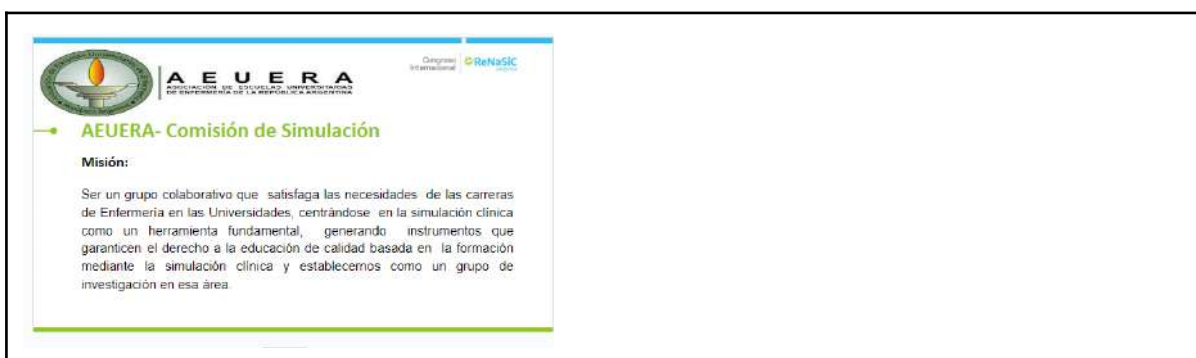 Congreso
Internacional
ReNaSIC
A E U E R A
ASOCIACIÓN DE ESCUELAS UNIVERSITARIAS
DE ENFERMERÍA DE LA REPÚBLICA ARGENTINA
AEUERA- Comisión de Simulación
Misión:
Ser un grupo colaborativo que satisfaga las necesidades de las carreras
de Enfermería en las Universidades, centrándose en la simulación clínica
como un herramienta fundamental, generando instrumentos que
garanticen el derecho a la educación de calidad basada en la formación
mediante la simulación clínica y establecernos como un grupo de
investigación en esa área.